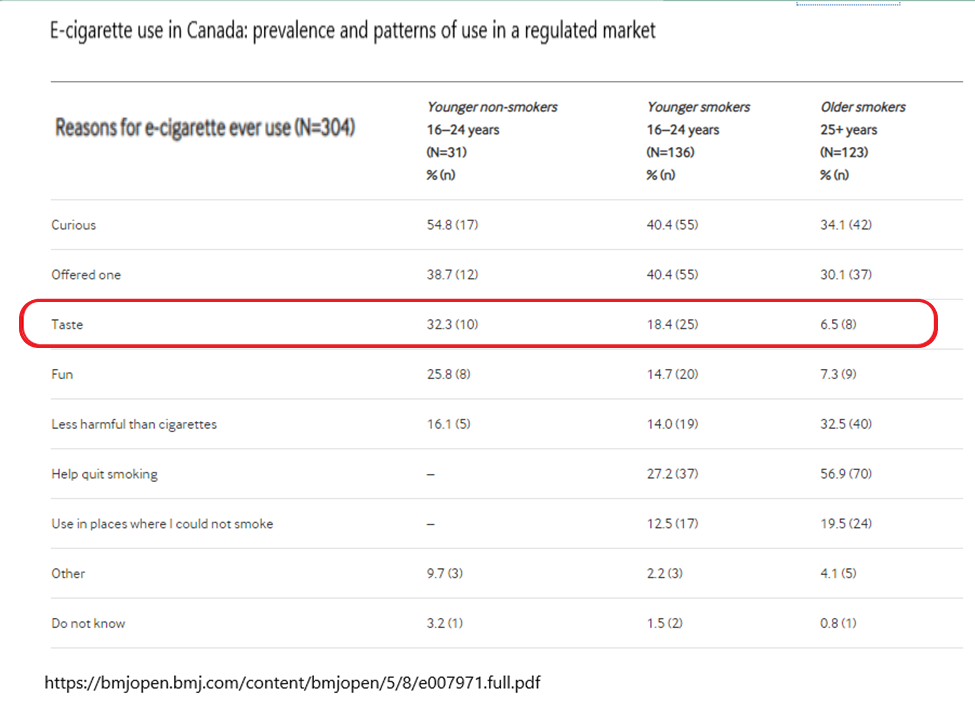 E-cigarette use in Canada: prevalence and patterns of use in a regulated market
Reasons for e-cigarette ever use (N=304)
Younger non-smokers
16–24 years
(N=31)
% (n)
Younger smokers
16–24 years
(N=136)
% (n)
Older smokers
25+ years
(N=123)
% (n)
Curious 54.8 (17) 40.4 (55) 34.1 (42)
Offered one 38.7 (12) 40.4 (55) 30.1 (37)
Taste 32.3 (10) 18.4 (25) 6.5 (8)
Fun 25.8 (8) 14.7 (20) 7.3 (9)
Less harmful than cigarettes 16.1 (5) 14.0 (19) 32.5 (40)
Help quit smoking – 27.2 (37) 56.9 (70)
Use in places where I could not smoke – 12.5 (17) 19.5 (24)
Other 9.7 (3) 2.2 (3) 4.1 (5)
Do not know 3.2 (1) 1.5 (2) 0.8 (1)
https://bmjopen.bmj.com/content/bmjopen/5/8/e007971.full.pdf